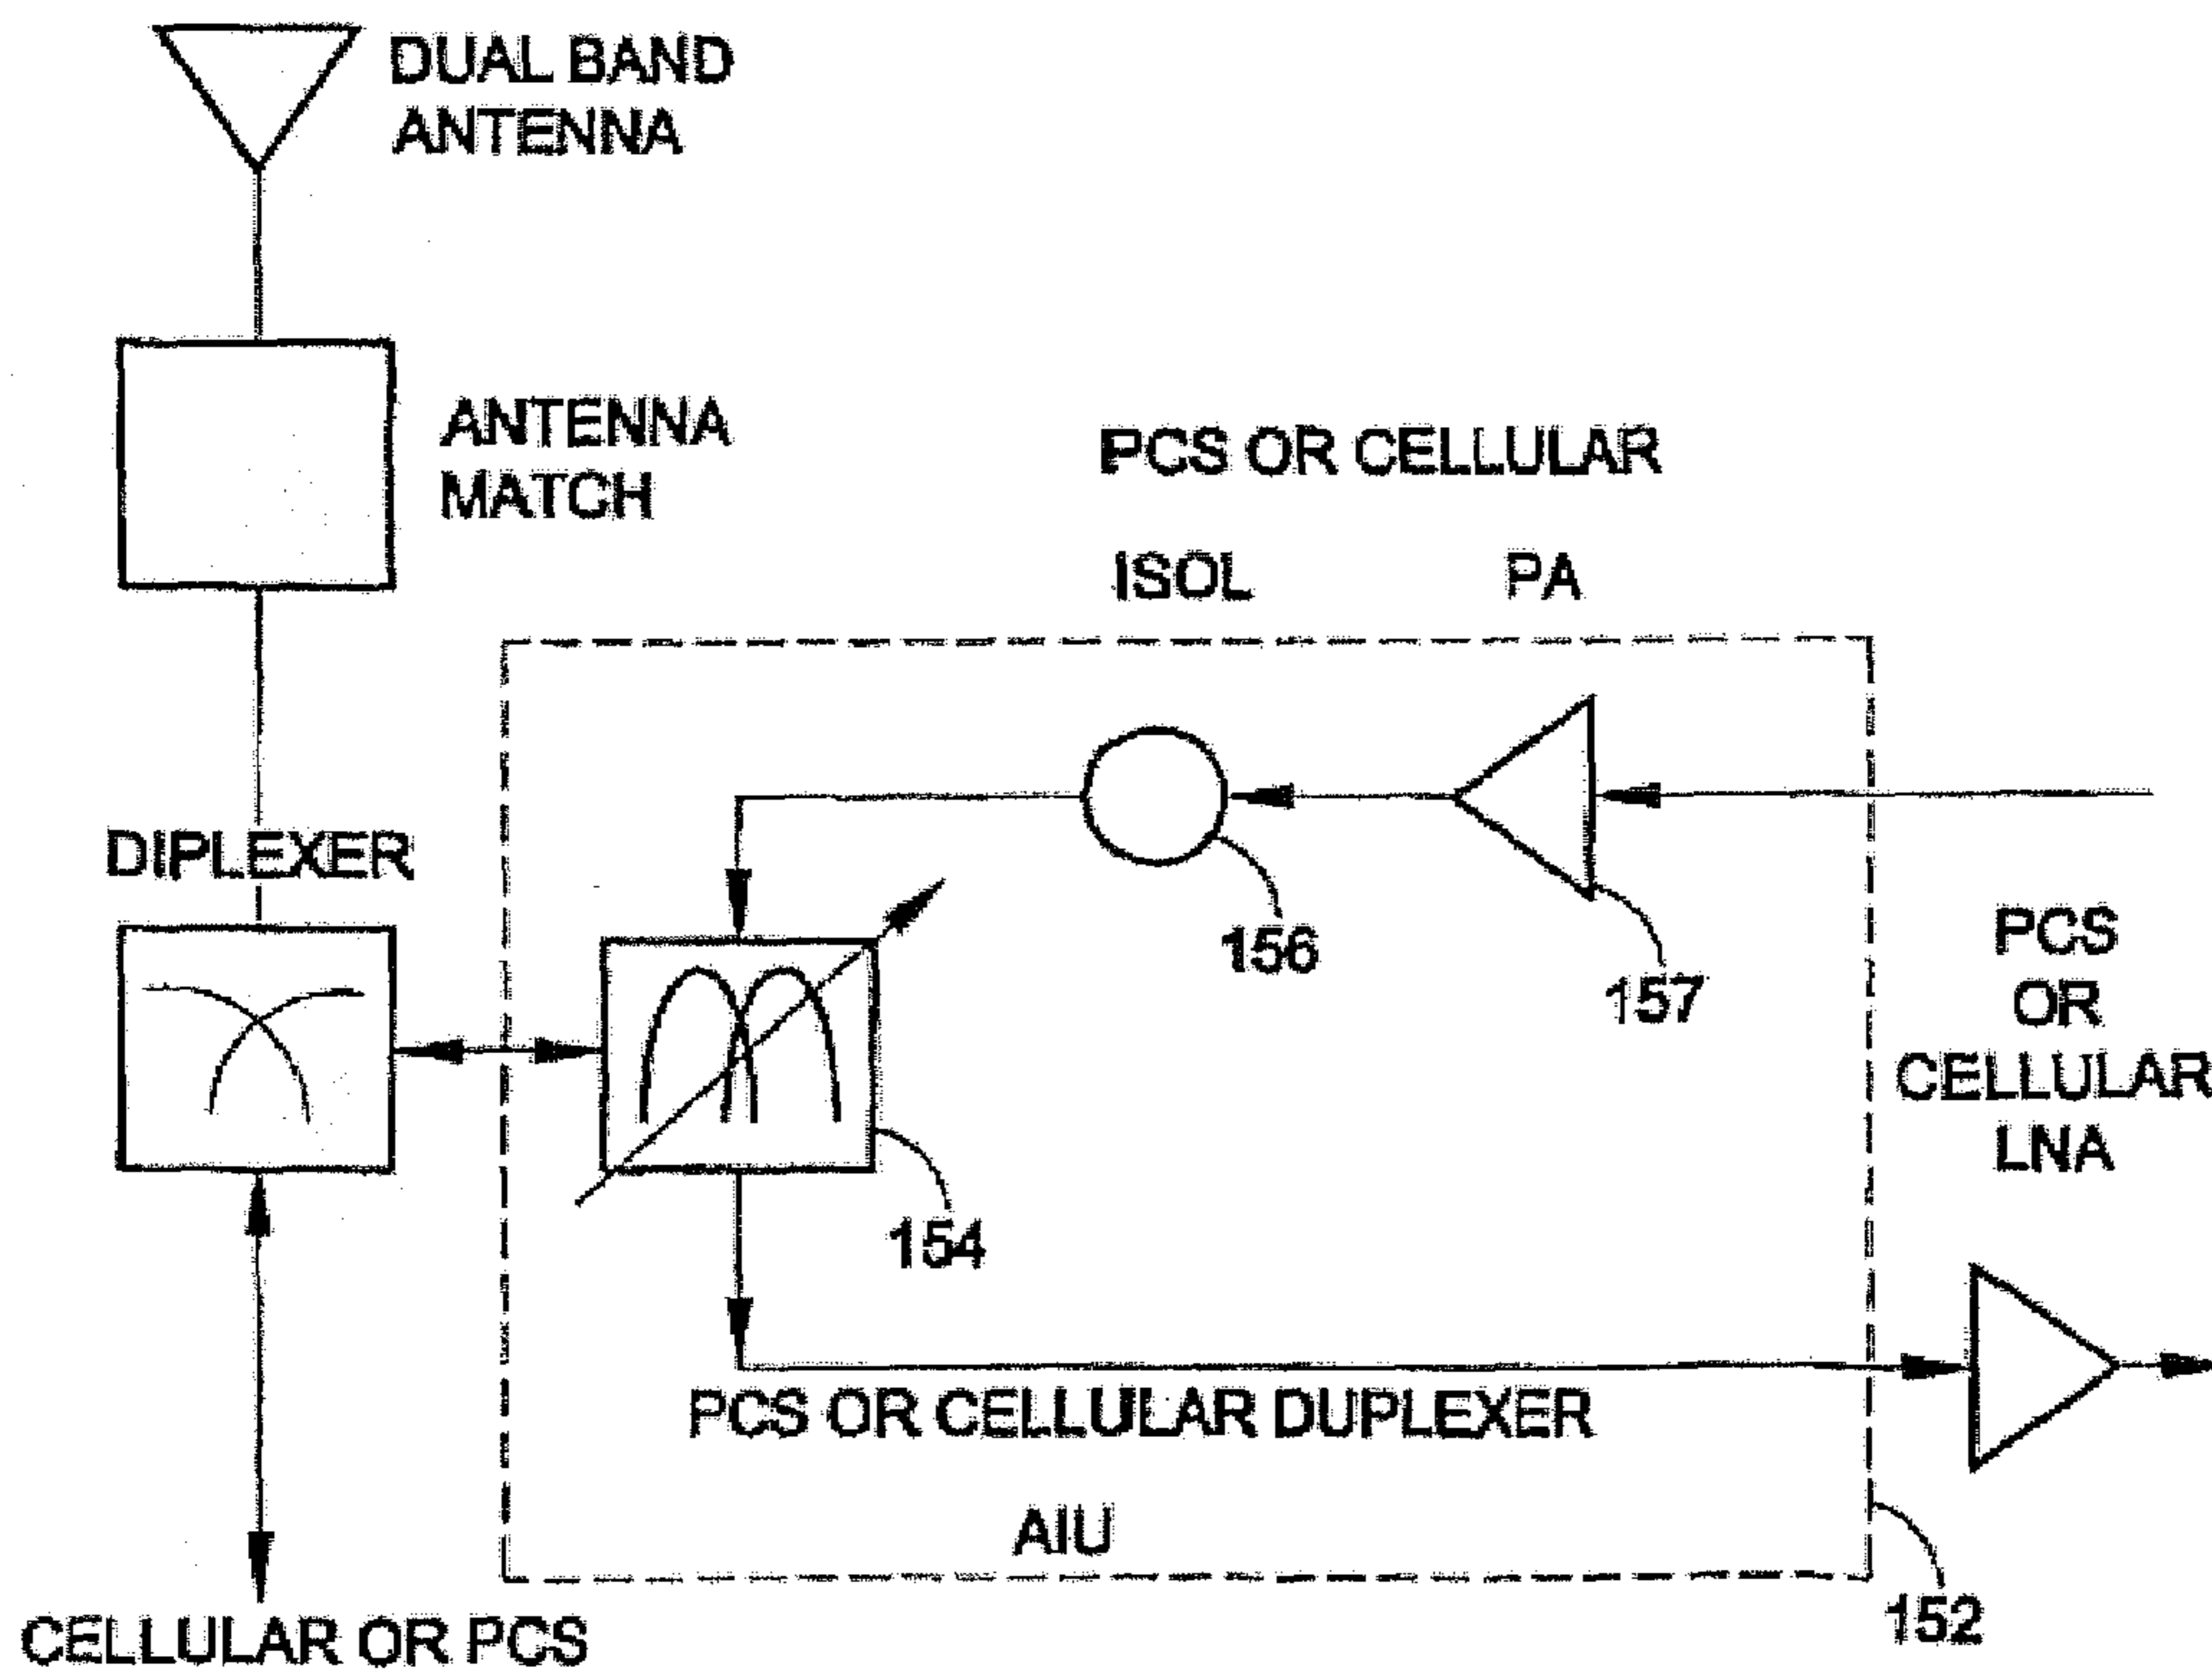 DUAL BAND
ANTENNA
ANTENNA
MATCH
PCS OR CELLULAR
ISOL
PA
DIPLEXER
156
157
PCS
OR
CELLULAR
LNA
154
PCS OR CELLULAR DUPLEXER
AIU
152
CELLULAR OR PCS